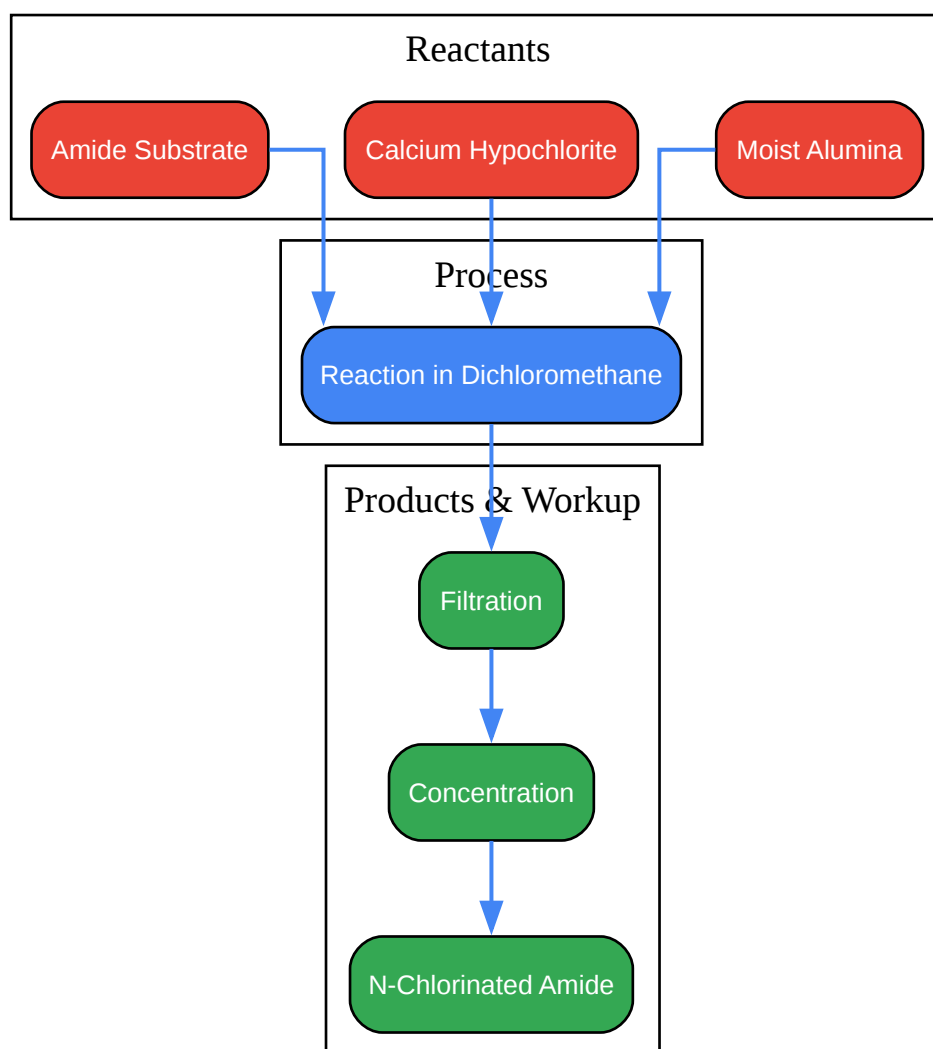 Reactants
Amide Substrate
Calcium Hypochlorite
Moist Alumina
Process
Reaction in Dichloromethane
Products & Workup
Filtration
Concentration
N-Chlorinated Amide